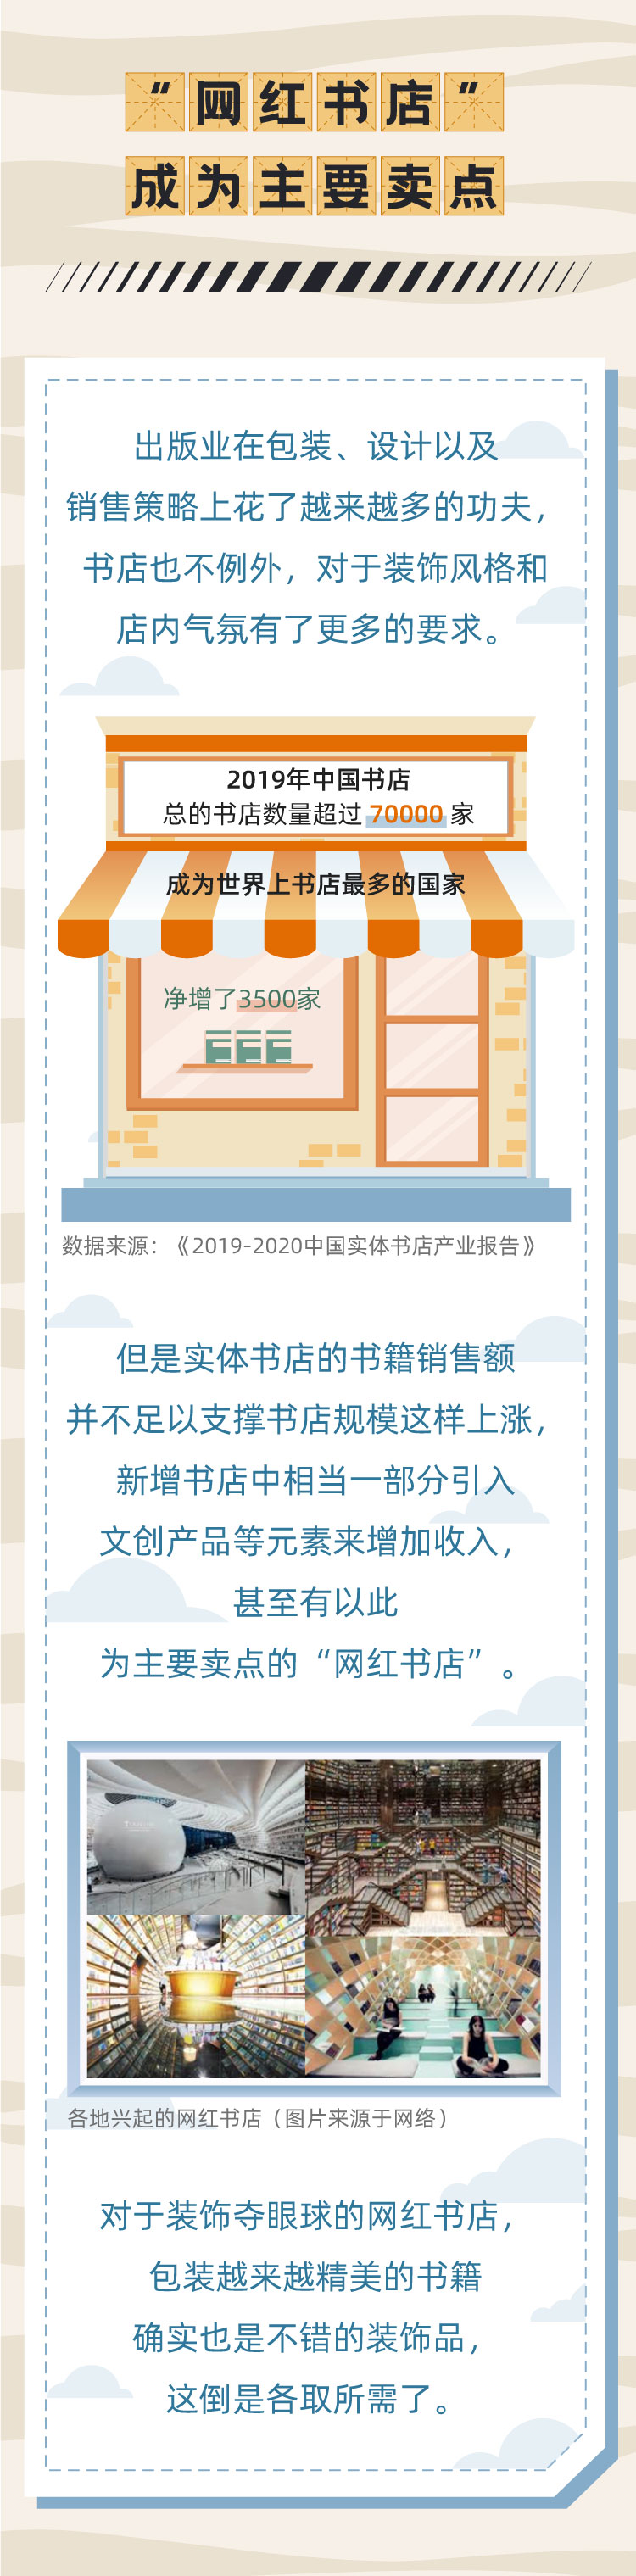 “网红书店”
成为主要卖点
出版业在包装、设计以及
销售策略上花了越来越多的功夫，
书店也不例外，对于装饰风格和
店内气氛有了更多的要求。
2019年中国书店
总的书店数量超过 70000 家
成为世界上书店最多的国家
净增了3500家
数据来源：《2019-2020中国实体书店产业报告》
但是实体书店的书籍销售额
并不足以支撑书店规模这样上涨，
新增书店中相当一部分引入
文创产品等元素来增加收入，
甚至有以此
为主要卖点的“网红书店”。
各地兴起的网红书店（图片来源于网络）
对于装饰夺眼球的网红书店，
包装越来越精美的书籍
确实也是不错的装饰品，
这倒是各取所需了。